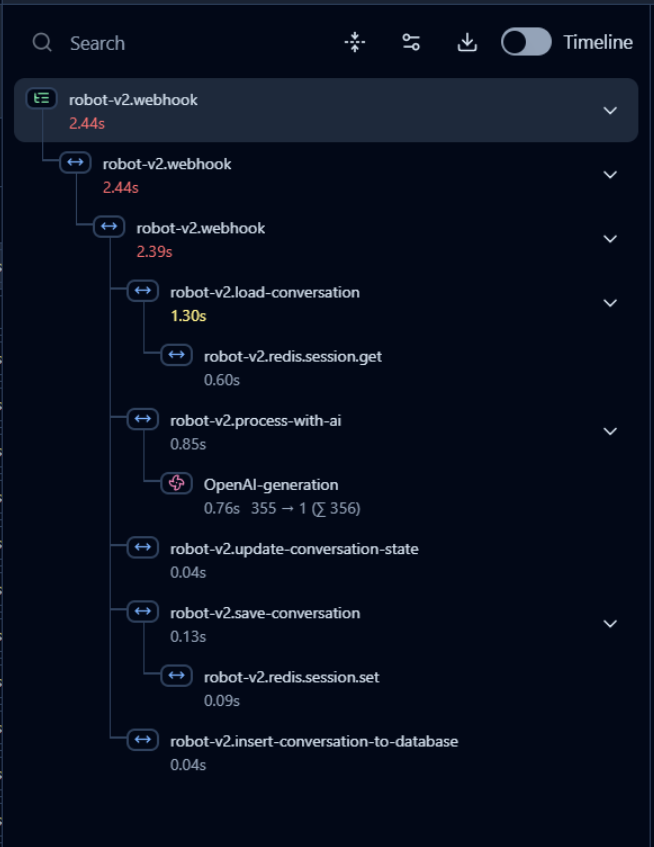 Search
Timeline
robot-v2.webhook
2.44s
robot-v2.webhook
2.44s
robot-v2.webhook
2.39s
robot-v2.load-conversation
1.30s
robot-v2.redis.session.get
0.60s
robot-v2.process-with-ai
0.85s
OpenAI-generation
0.76s 355 → 1 (∑ 356)
robot-v2.update-conversation-state
0.04s
robot-v2.save-conversation
0.13s
robot-v2.redis.session.set
0.09s
robot-v2.insert-conversation-to-database
0.04s